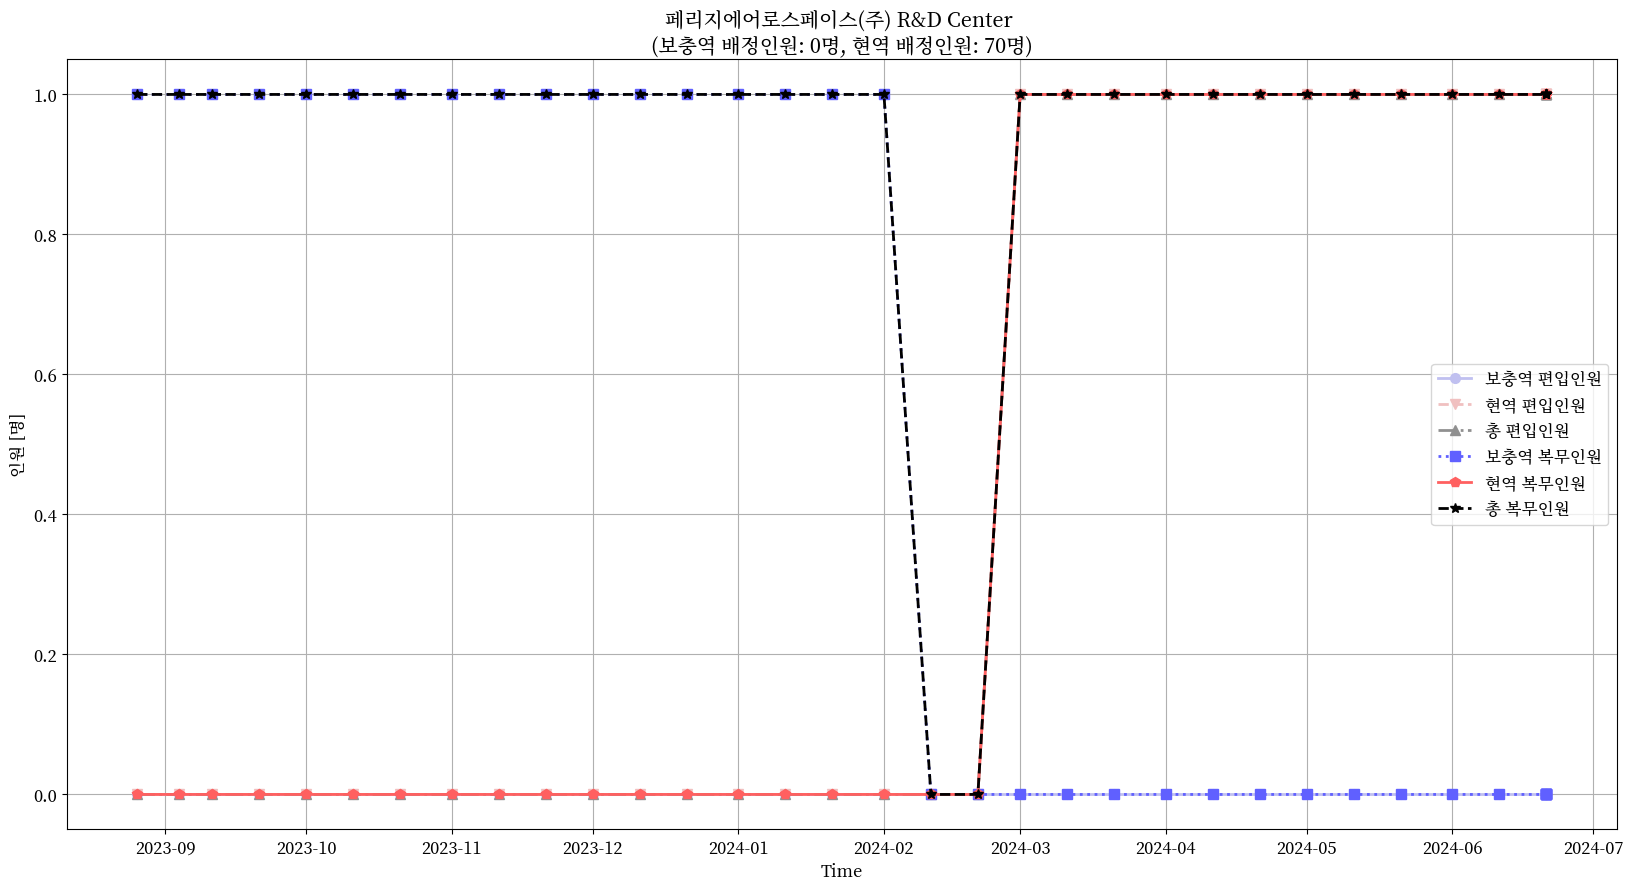 페리지에어로스페이스(주) R&D Center
(보충역 배정인원: 0명, 현역 배정인원: 70명)
인원 [명]
1.0
0.8
0.6
0.4
0.2
0.0
보충역 편입인원
현역 편입인원
총 편입인원
보충역 복무인원
현역 복무인원
총 복무인원
2023-09 2023-10 2023-11 2023-12 2024-01 2024-02 2024-03 2024-04 2024-05 2024-06 2024-07
Time